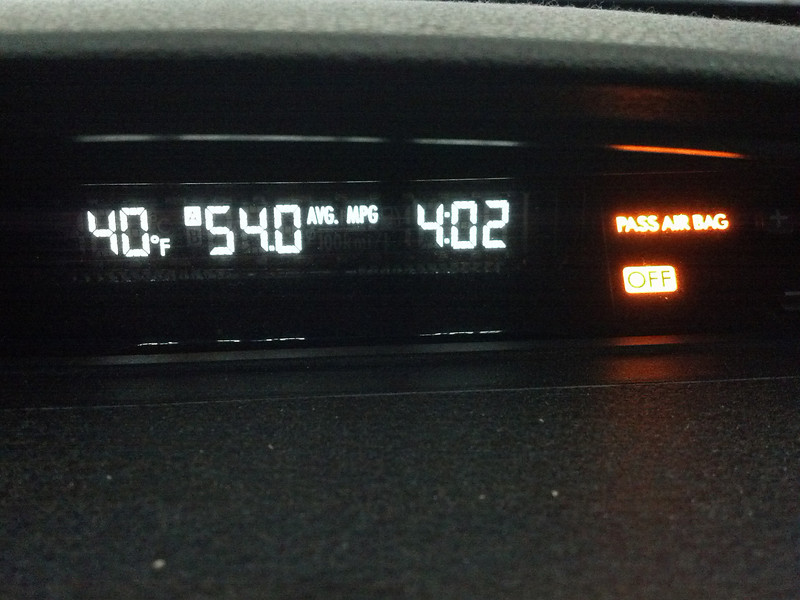 40°F 54.0 AVG. MPG 4:02
PASS AIR BAG
OFF